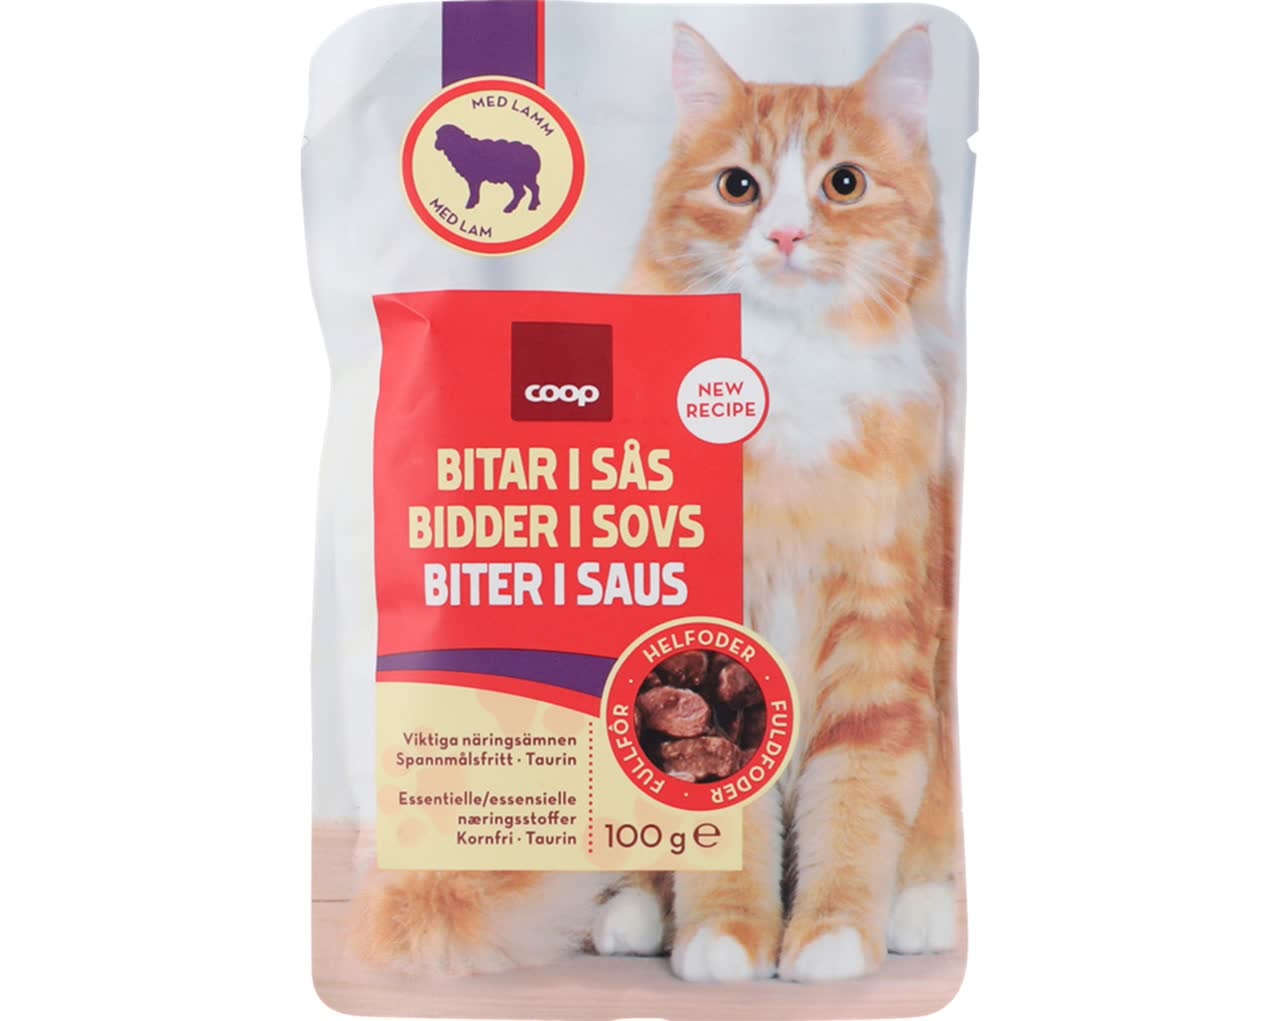 MED LAMM
MED LAM
coop
NEW
RECIPE
BITAR I SÅS
BIDDER I SOVS
BITER I SAUS
HELFODER · FULDFODER · FULLFÔR ·
Viktiga näringsämnen
Spannmålsfritt · Taurin
Essentielle/essensielle
næringsstoffer
Kornfri · Taurin
100 g ℮